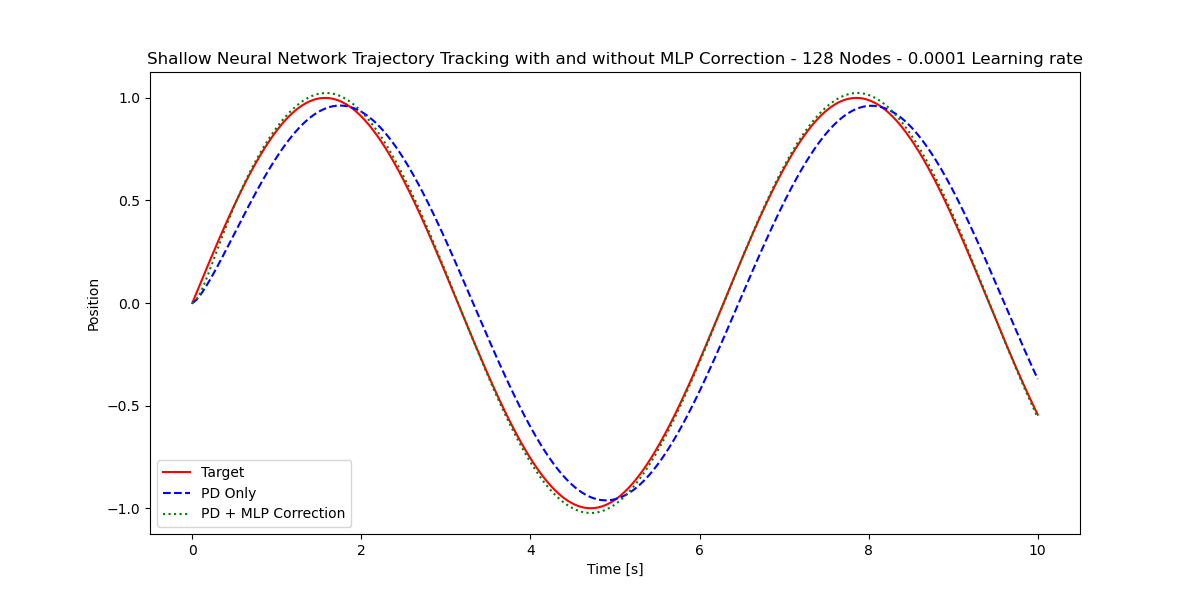 Shallow Neural Network Trajectory Tracking with and without MLP Correction - 128 Nodes - 0.0001 Learning rate
1.0
0.5
0.0
−0.5
−1.0
Position
Target
PD Only
PD + MLP Correction
0 2 4 6 8 10
Time [s]